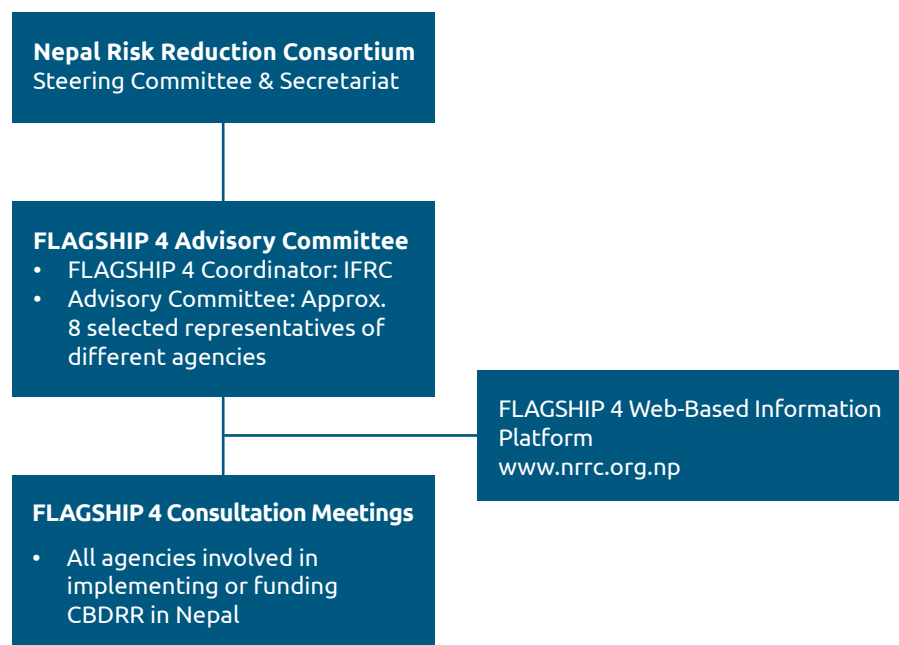 Nepal Risk Reduction Consortium
Steering Committee & Secretariat
FLAGSHIP 4 Advisory Committee
• FLAGSHIP 4 Coordinator: IFRC
• Advisory Committee: Approx.
8 selected representatives of
different agencies
FLAGSHIP 4 Web-Based Information
Platform
www.nrrc.org.np
FLAGSHIP 4 Consultation Meetings
• All agencies involved in
implementing or funding
CBDRR in Nepal